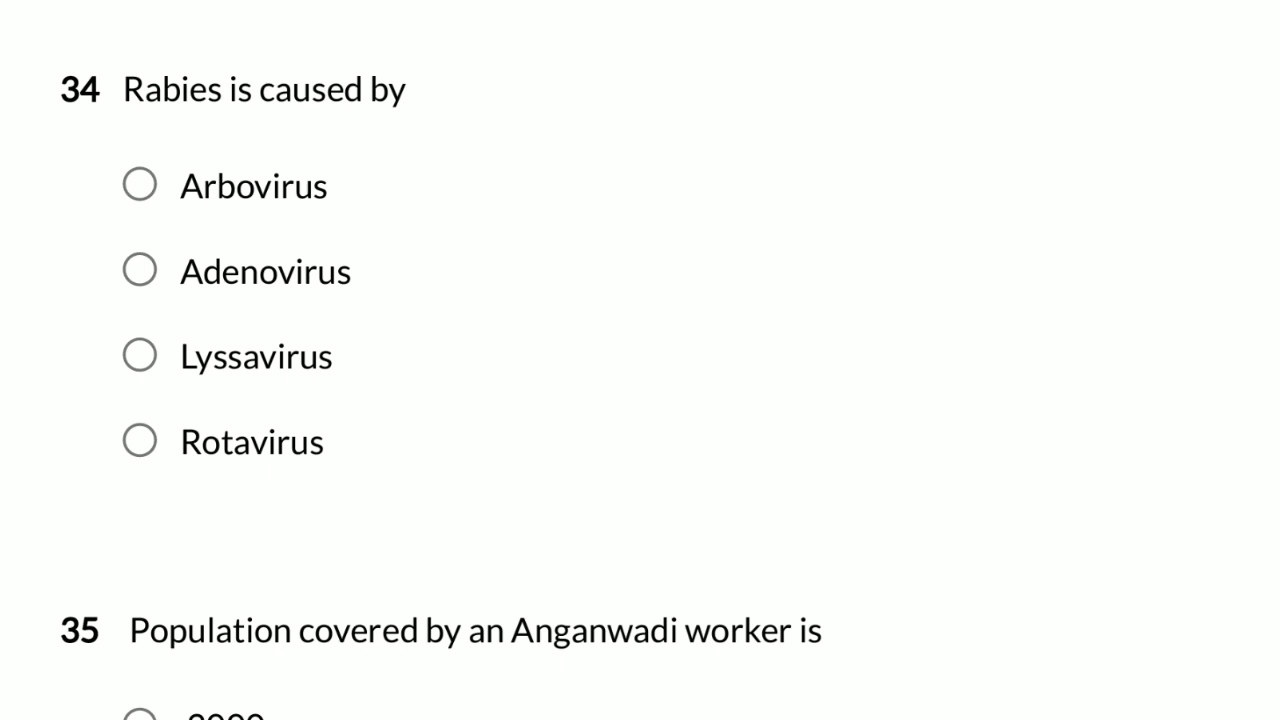 34 Rabies is caused by
Arbovirus
Adenovirus
Lyssavirus
Rotavirus
35 Population covered by an Anganwadi worker is